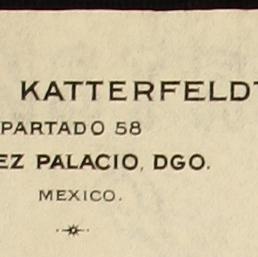 KATTERFELDT
PARTADO 58
EZ PALACIO, DGO.
MEXICO.